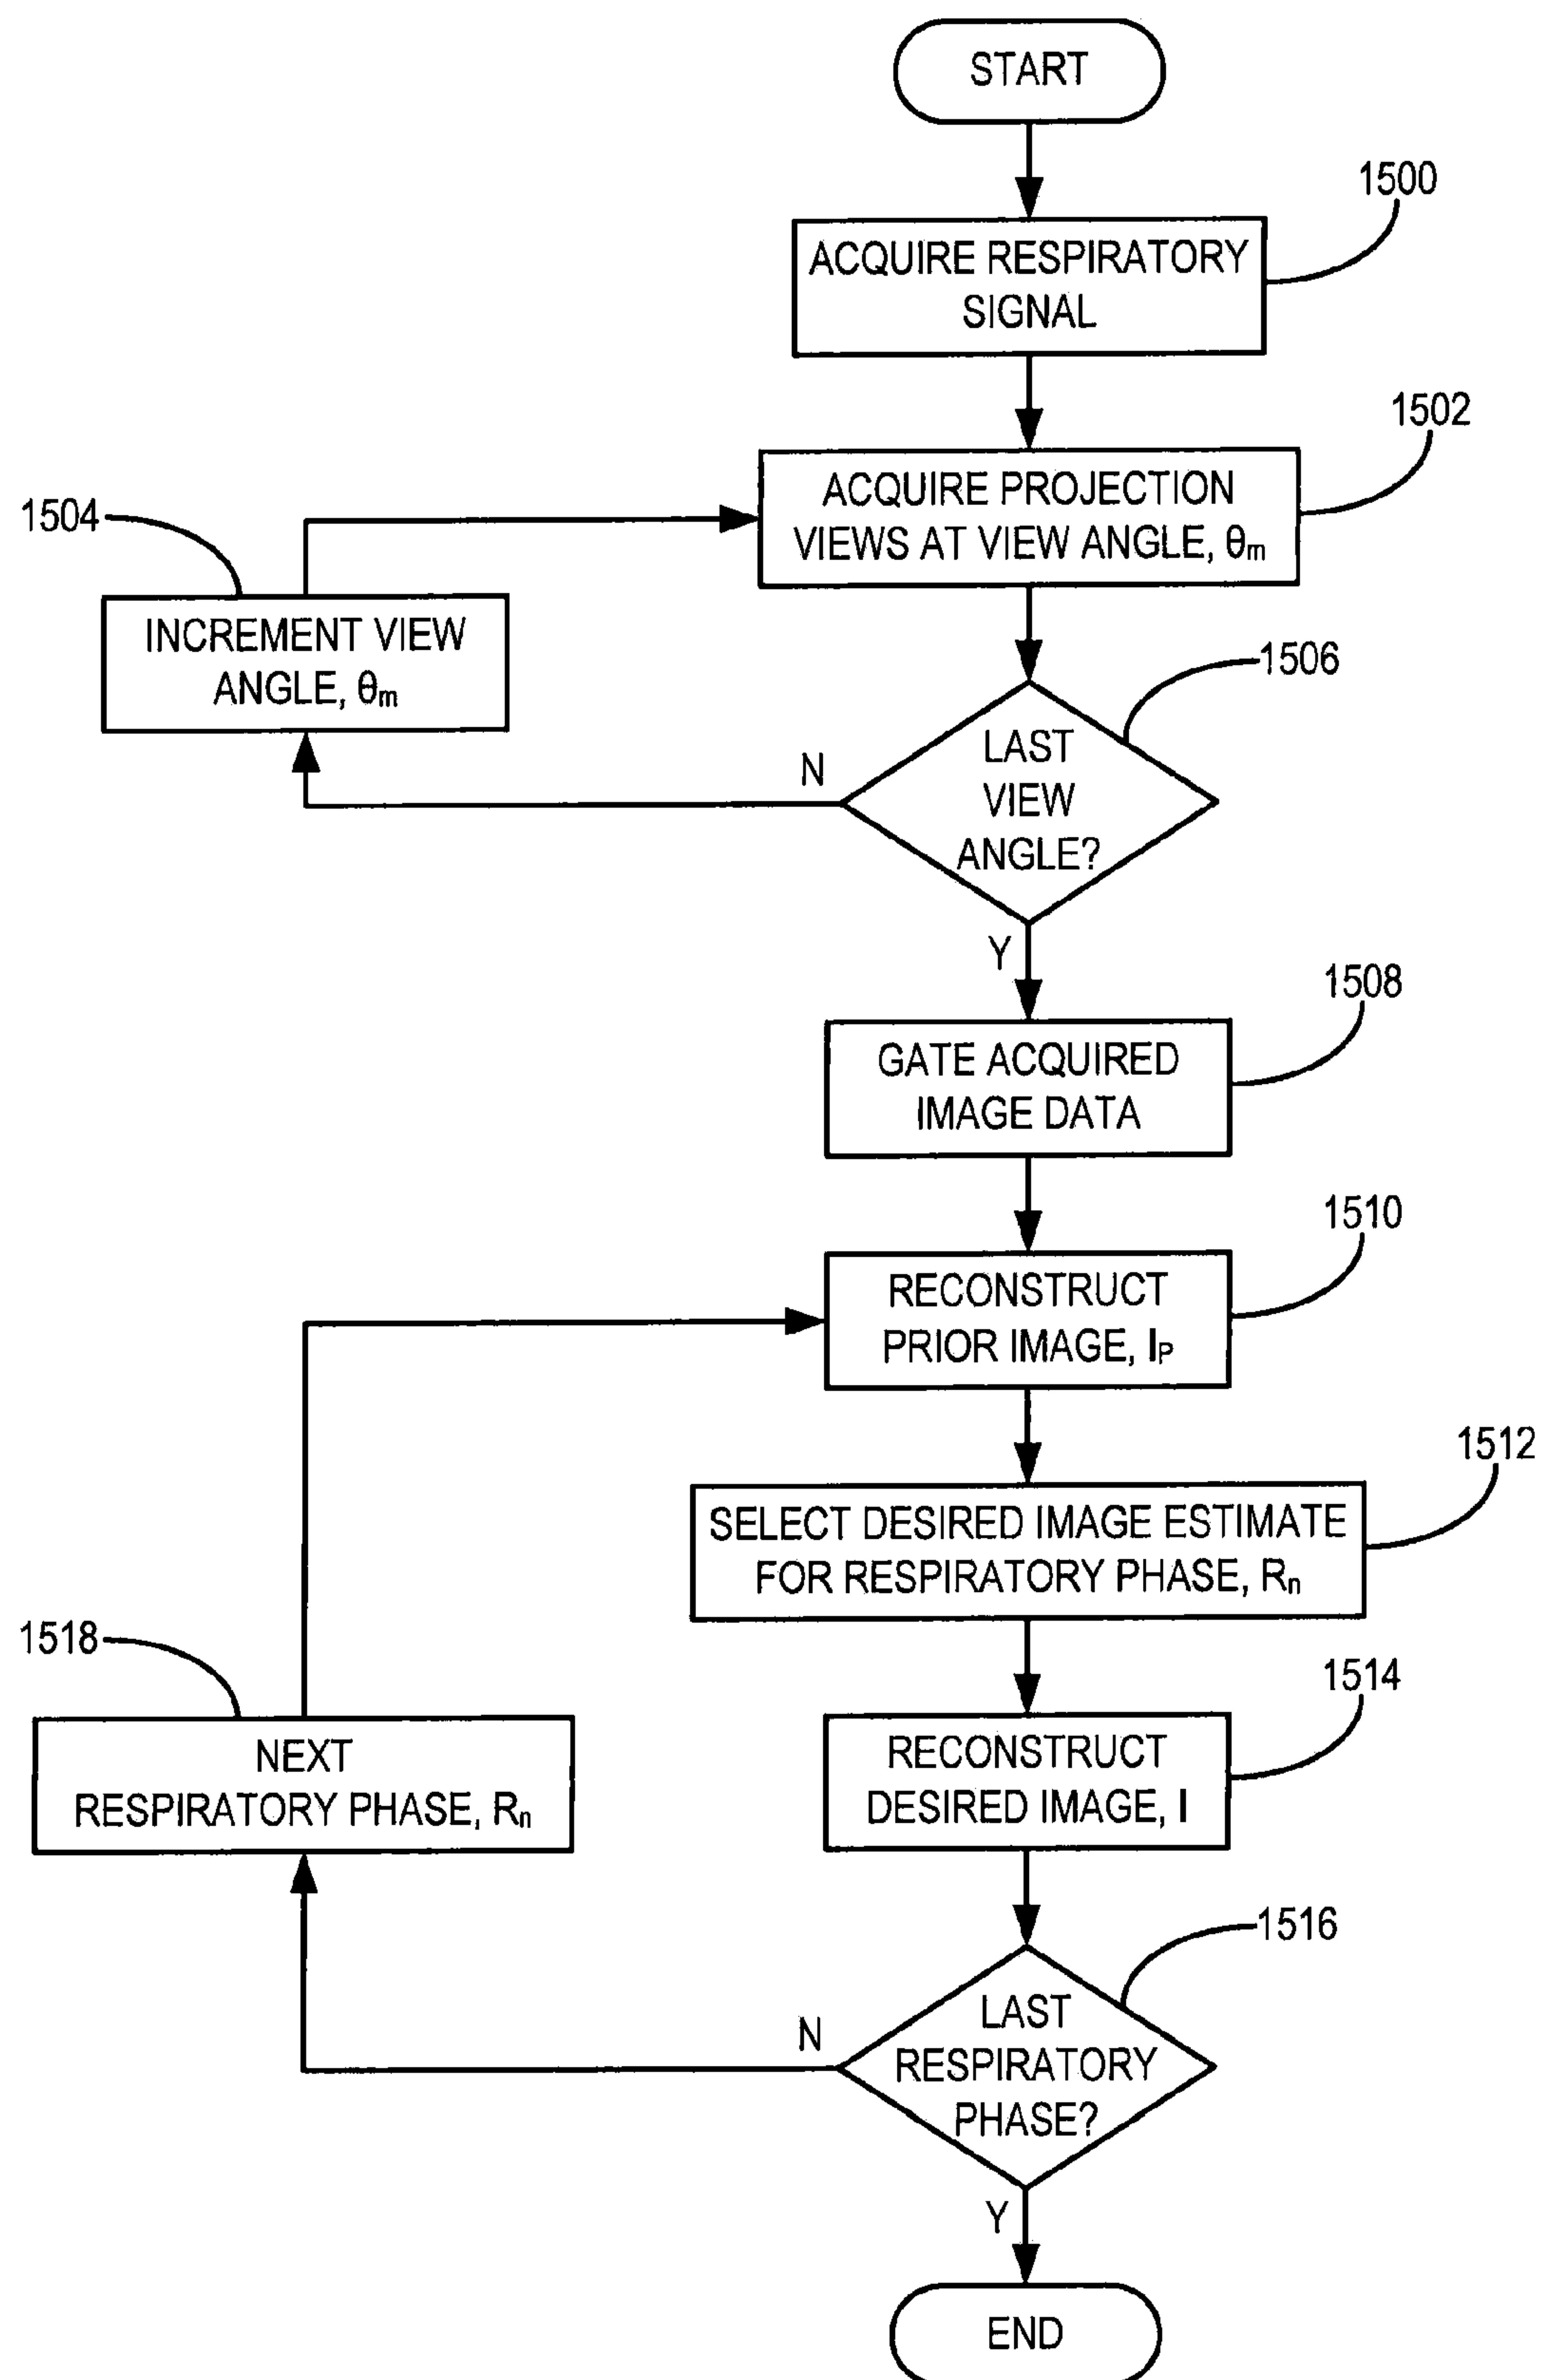 START
1500
ACQUIRE RESPIRATORY
SIGNAL
1502
ACQUIRE PROJECTION
VIEWS AT VIEW ANGLE, θm
1504
INCREMENT VIEW
ANGLE, θm
1506
LAST
VIEW
ANGLE?
N
Y
1508
GATE ACQUIRED
IMAGE DATA
1510
RECONSTRUCT
PRIOR IMAGE, IP
1512
SELECT DESIRED IMAGE ESTIMATE
FOR RESPIRATORY PHASE, Rn
1518
NEXT
RESPIRATORY PHASE, Rn
1514
RECONSTRUCT
DESIRED IMAGE, I
1516
LAST
RESPIRATORY
PHASE?
N
Y
END